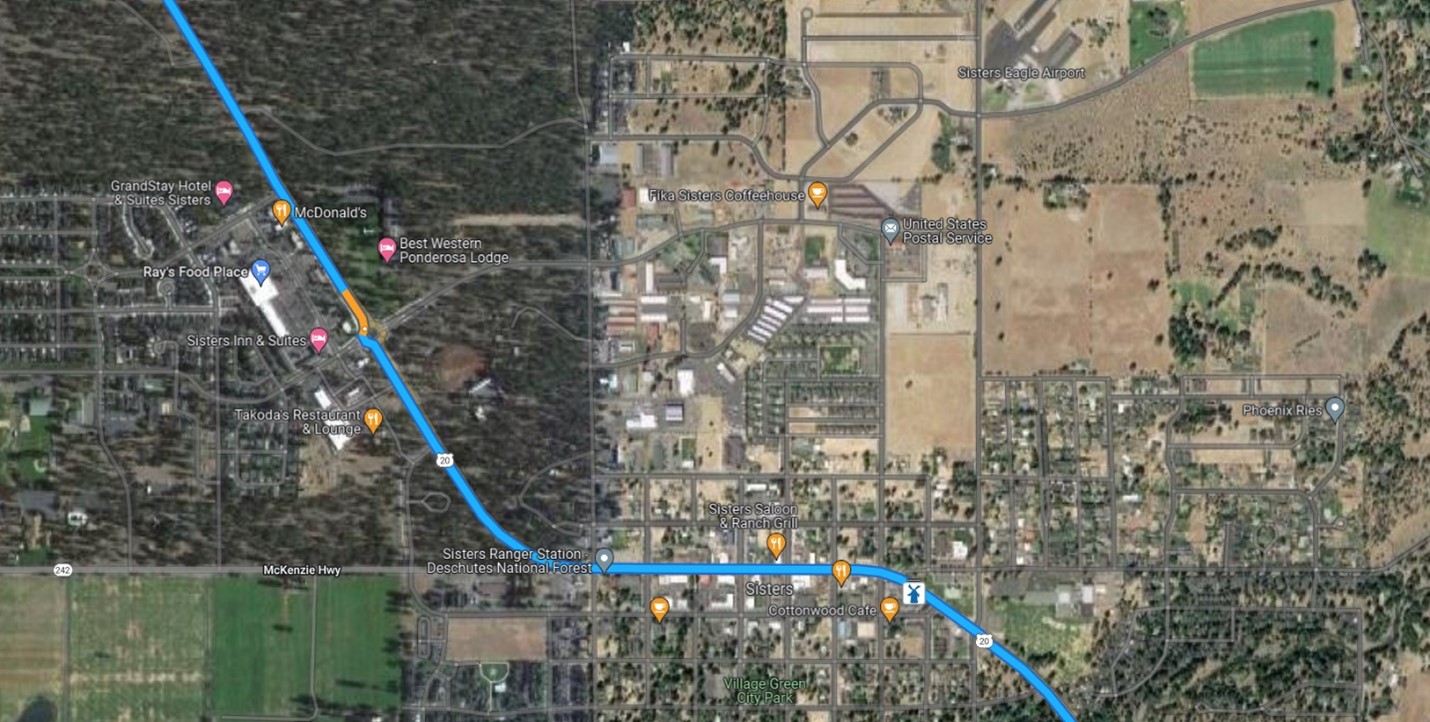 Sisters Eagle Airport
GrandStay Hotel
& Suites Sisters
McDonald's
Fika Sisters Coffeehouse
United States
Postal Service
Best Western
Ponderosa Lodge
Ray's Food Place
Sisters Inn & Suites
Takoda's Restaurant
& Lounge
Phoenix Ries
20
Sisters Saloon
& Ranch Grill
Sisters Ranger Station -
Deschutes National Forest
242
McKenzie Hwy
Sisters
Cottonwood Cafe
20
Village Green
City Park